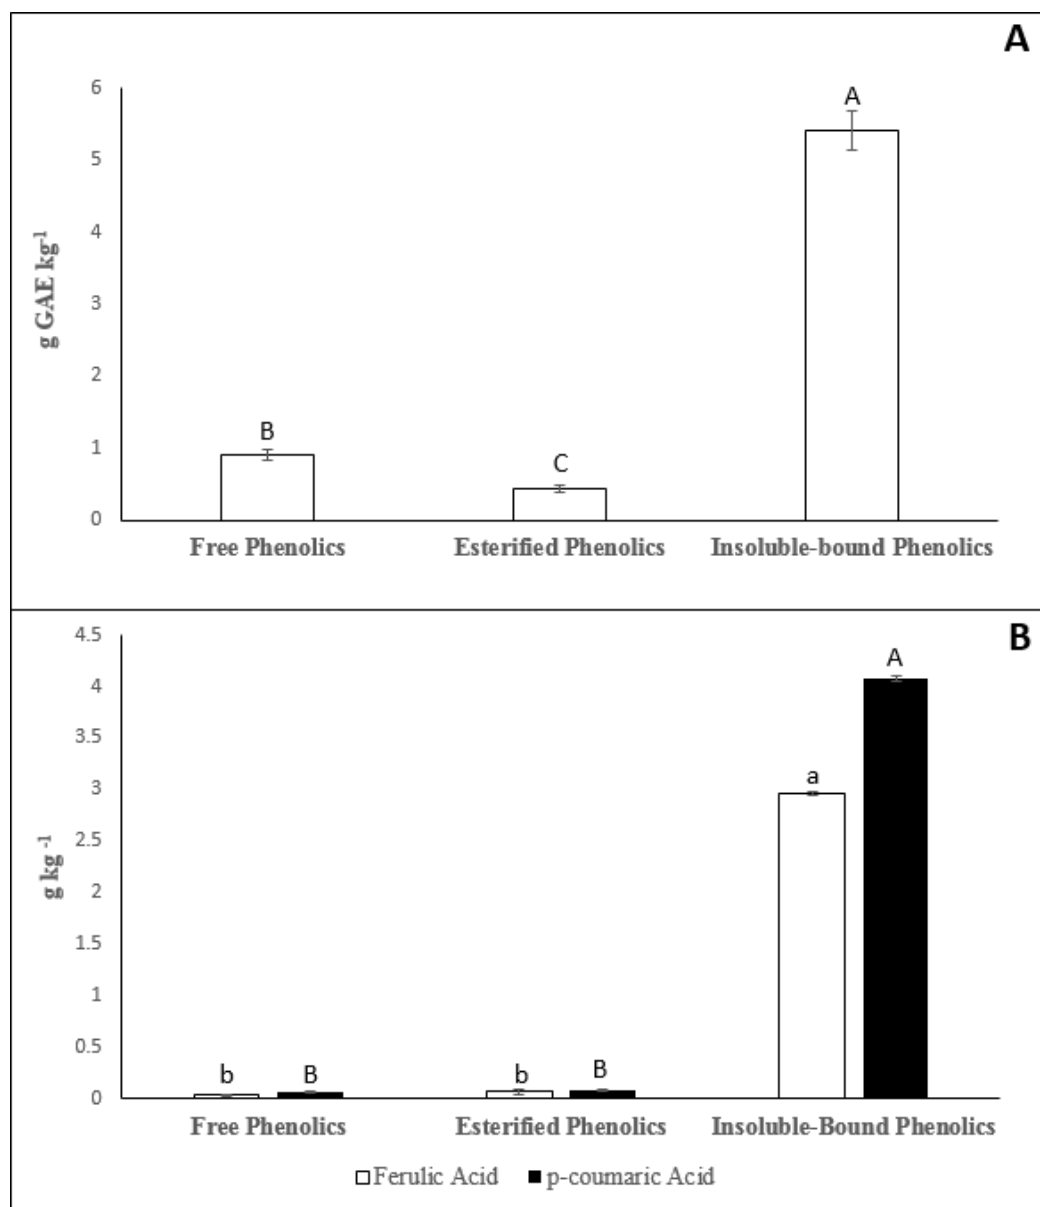 A
6
A
5
4
g GAE kg-1
3
2
B
1
C
0
Free Phenolics Esterified Phenolics Insoluble-bound Phenolics
4.5
B
A
4
3.5
a
3
2.5
g kg -1
2
1.5
1
0.5
b B b B
0
Free Phenolics Esterified Phenolics Insoluble-Bound Phenolics
Ferulic Acid p-coumaric Acid